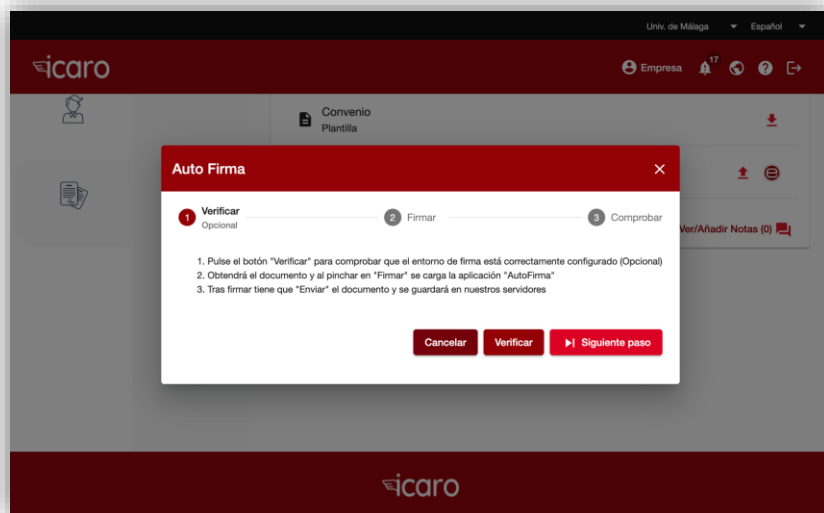 Univ. de Málaga Español
icaro
Empresa 17
Convenio
Plantilla
Auto Firma
1 Verificar
Opcional
2 Firmar
3 Comprobar
Ver/Añadir Notas (0)
1. Pulse el botón "Verificar" para comprobar que el entorno de firma está correctamente configurado (Opcional)
2. Obtendrá el documento y al pinchar en "Firmar" se carga la aplicación "AutoFirma"
3. Tras firmar tiene que "Enviar" el documento y se guardará en nuestros servidores
Cancelar Verificar Siguiente paso
icaro